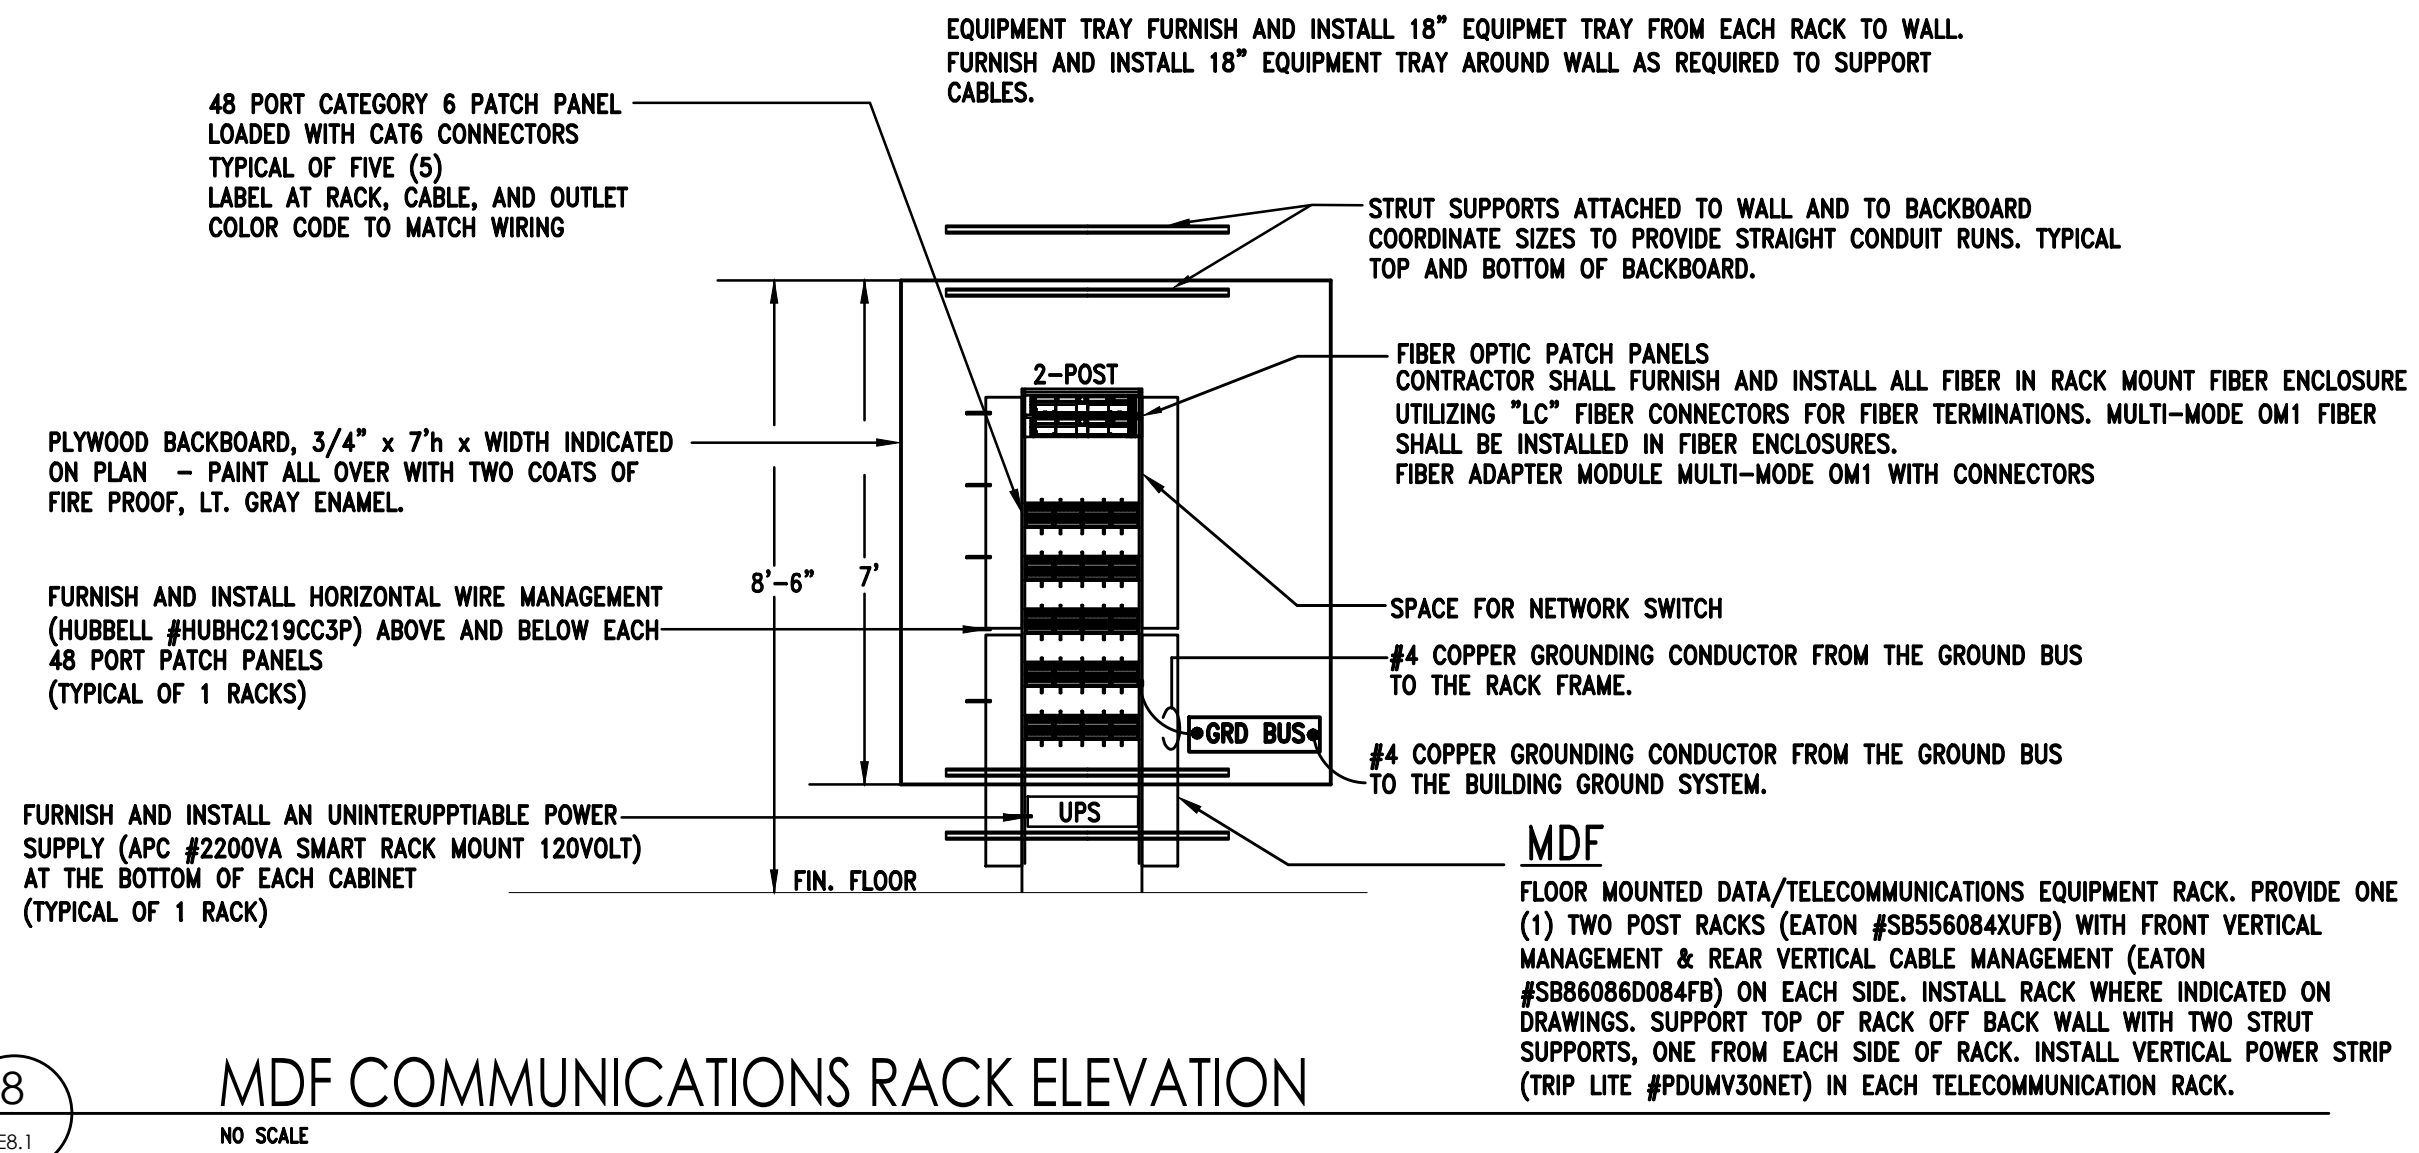 EQUIPMENT TRAY FURNISH AND INSTALL 18" EQUIPMET TRAY FROM EACH RACK TO WALL.
FURNISH AND INSTALL 18" EQUIPMENT TRAY AROUND WALL AS REQUIRED TO SUPPORT
CABLES.
48 PORT CATEGORY 6 PATCH PANEL
LOADED WITH CAT6 CONNECTORS
TYPICAL OF FIVE (5)
LABEL AT RACK, CABLE, AND OUTLET
COLOR CODE TO MATCH WIRING
STRUT SUPPORTS ATTACHED TO WALL AND TO BACKBOARD
COORDINATE SIZES TO PROVIDE STRAIGHT CONDUIT RUNS. TYPICAL
TOP AND BOTTOM OF BACKBOARD.
2-POST
FIBER OPTIC PATCH PANELS
CONTRACTOR SHALL FURNISH AND INSTALL ALL FIBER IN RACK MOUNT FIBER ENCLOSURE
UTILIZING "LC" FIBER CONNECTORS FOR FIBER TERMINATIONS. MULTI-MODE OM1 FIBER
SHALL BE INSTALLED IN FIBER ENCLOSURES.
FIBER ADAPTER MODULE MULTI-MODE OM1 WITH CONNECTORS
PLYWOOD BACKBOARD, 3/4" x 7'h x WIDTH INDICATED
ON PLAN - PAINT ALL OVER WITH TWO COATS OF
FIRE PROOF, LT. GRAY ENAMEL.
8'-6"
7'
FURNISH AND INSTALL HORIZONTAL WIRE MANAGEMENT
(HUBBELL #HUBHC219CC3P) ABOVE AND BELOW EACH
48 PORT PATCH PANELS
(TYPICAL OF 1 RACKS)
SPACE FOR NETWORK SWITCH
#4 COPPER GROUNDING CONDUCTOR FROM THE GROUND BUS
TO THE RACK FRAME.
GRD BUS
#4 COPPER GROUNDING CONDUCTOR FROM THE GROUND BUS
TO THE BUILDING GROUND SYSTEM.
FURNISH AND INSTALL AN UNINTERUPPTIABLE POWER
SUPPLY (APC #2200VA SMART RACK MOUNT 120VOLT)
AT THE BOTTOM OF EACH CABINET
(TYPICAL OF 1 RACK)
UPS
FIN. FLOOR
MDF
FLOOR MOUNTED DATA/TELECOMMUNICATIONS EQUIPMENT RACK. PROVIDE ONE
(1) TWO POST RACKS (EATON #SB556084XUFB) WITH FRONT VERTICAL
MANAGEMENT & REAR VERTICAL CABLE MANAGEMENT (EATON
#SB86086D084FB) ON EACH SIDE. INSTALL RACK WHERE INDICATED ON
DRAWINGS. SUPPORT TOP OF RACK OFF BACK WALL WITH TWO STRUT
SUPPORTS, ONE FROM EACH SIDE OF RACK. INSTALL VERTICAL POWER STRIP
(TRIP LITE #PDUMV30NET) IN EACH TELECOMMUNICATION RACK.
8
E8.1
MDF COMMUNICATIONS RACK ELEVATION
NO SCALE